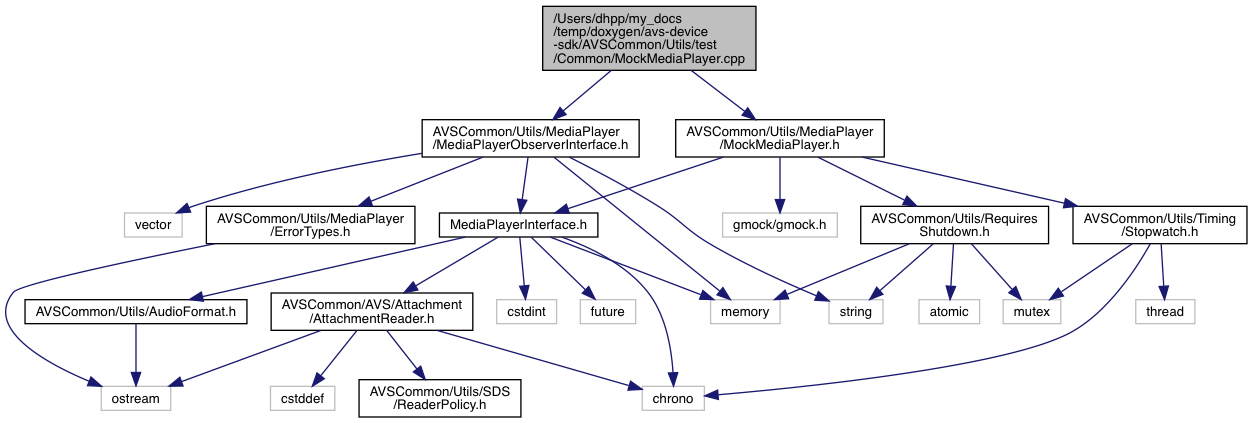 /Users/dhpp/my_docs
/temp/doxygen/avs-device
-sdk/AVSCommon/Utils/test
/Common/MockMediaPlayer.cpp
AVSCommon/Utils/MediaPlayer
/MediaPlayerObserverInterface.h
AVSCommon/Utils/MediaPlayer
/MockMediaPlayer.h
vector
AVSCommon/Utils/MediaPlayer
/ErrorTypes.h
MediaPlayerInterface.h
gmock/gmock.h
AVSCommon/Utils/Requires
Shutdown.h
AVSCommon/Utils/Timing
/Stopwatch.h
AVSCommon/Utils/AudioFormat.h
AVSCommon/AVS/Attachment
/AttachmentReader.h
cstdint
future
memory
string
atomic
mutex
thread
ostream
cstddef
AVSCommon/Utils/SDS
/ReaderPolicy.h
chrono